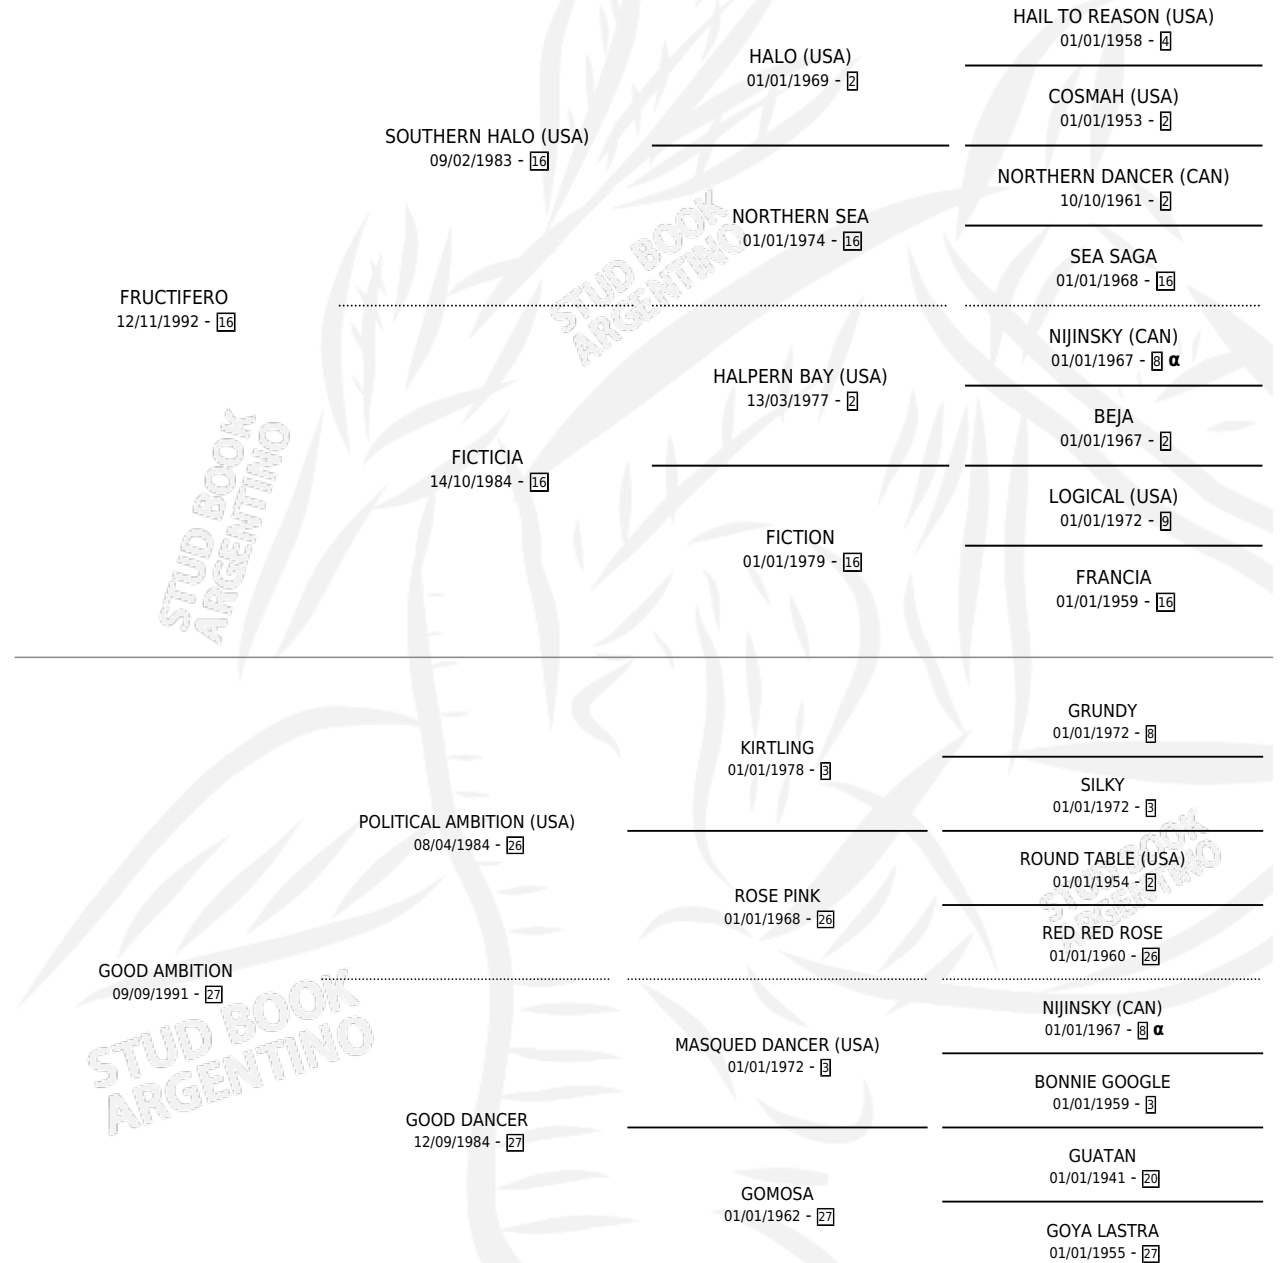 HAIL TO REASON (USA)
01/01/1958 - 4
HALO (USA)
01/01/1969 - 2
COSMAH (USA)
01/01/1953 - 2
SOUTHERN HALO (USA)
09/02/1983 - 16
NORTHERN DANCER (CAN)
10/10/1961 - 2
NORTHERN SEA
01/01/1974 - 16
SEA SAGA
01/01/1968 - 16
FRUCTIFERO
12/11/1992 - 16
NIJINSKY (CAN)
01/01/1967 - 8 α
HALPERN BAY (USA)
13/03/1977 - 2
BEJA
01/01/1967 - 2
FICTICIA
14/10/1984 - 16
LOGICAL (USA)
01/01/1972 - 9
FICTION
01/01/1979 - 16
FRANCIA
01/01/1959 - 16
STUD BOOK
ARGENTINO
STUD BOOK
ARGENTINO
GRUNDY
01/01/1972 - 8
KIRTLING
01/01/1978 - 3
SILKY
01/01/1972 - 3
POLITICAL AMBITION (USA)
08/04/1984 - 26
ROUND TABLE (USA)
01/01/1954 - 2
ROSE PINK
01/01/1968 - 26
RED RED ROSE
01/01/1960 - 26
STUD BOOK
ARGENTINO
GOOD AMBITION
09/09/1991 - 27
NIJINSKY (CAN)
01/01/1967 - 8 α
MASQUED DANCER (USA)
01/01/1972 - 3
BONNIE GOOGLE
01/01/1959 - 3
GOOD DANCER
12/09/1984 - 27
GUATAN
01/01/1941 - 20
GOMOSA
01/01/1962 - 27
GOYA LASTRA
01/01/1955 - 27
STUD BOOK
ARGENTINO